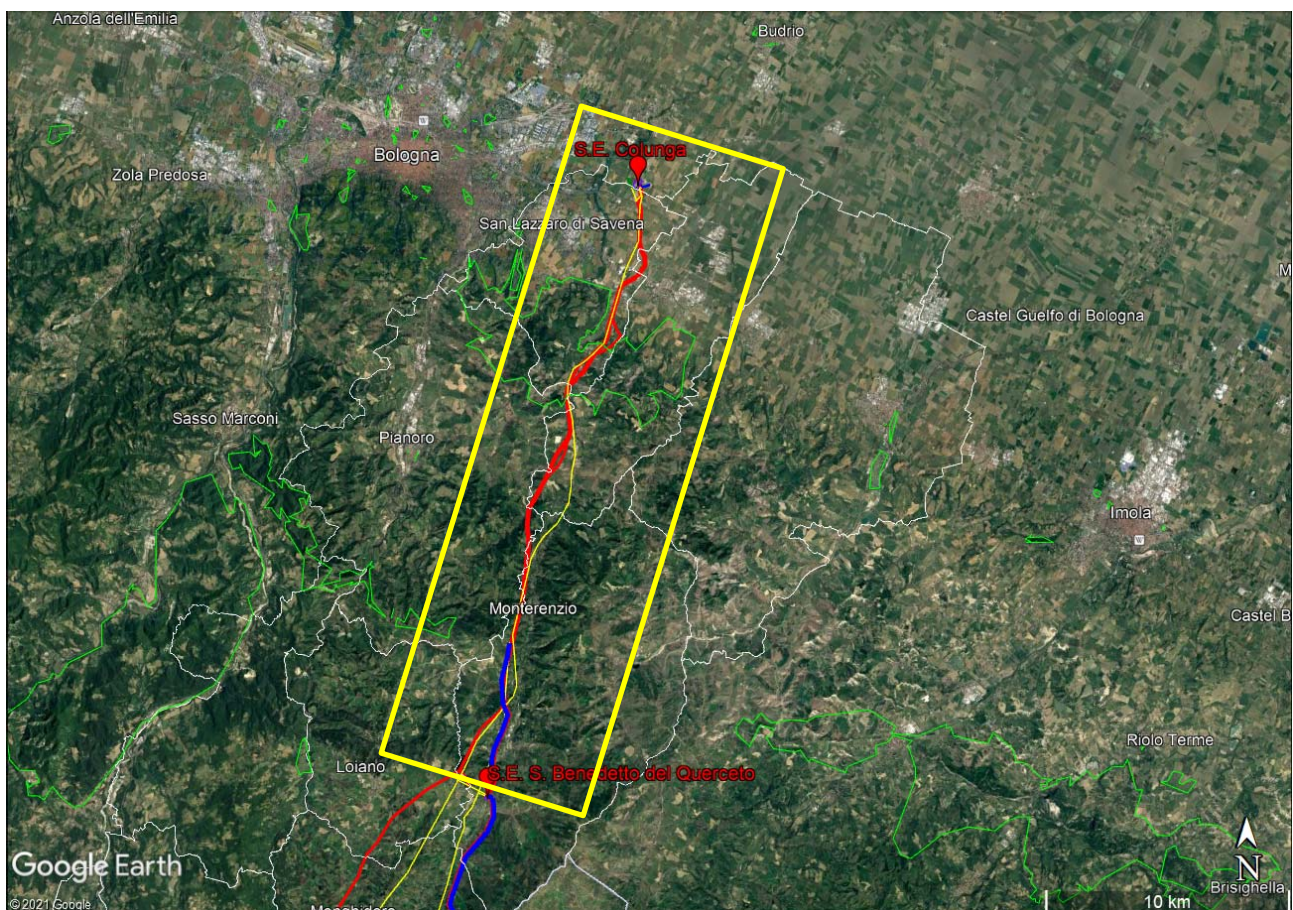 Anzola dell'Emilia
Budrio
Bologna
S.E. Colunga
Zola Predosa
San Lazzaro di Savena
M
Castel Guelfo di Bologna
Sasso Marconi
Pianoro
Imola
Monterenzio
Castel B
Riolo Terme
Loiano
S.E. S. Benedetto del Querceto
Google Earth
N
Brisighella
© 2021 Google
10 km